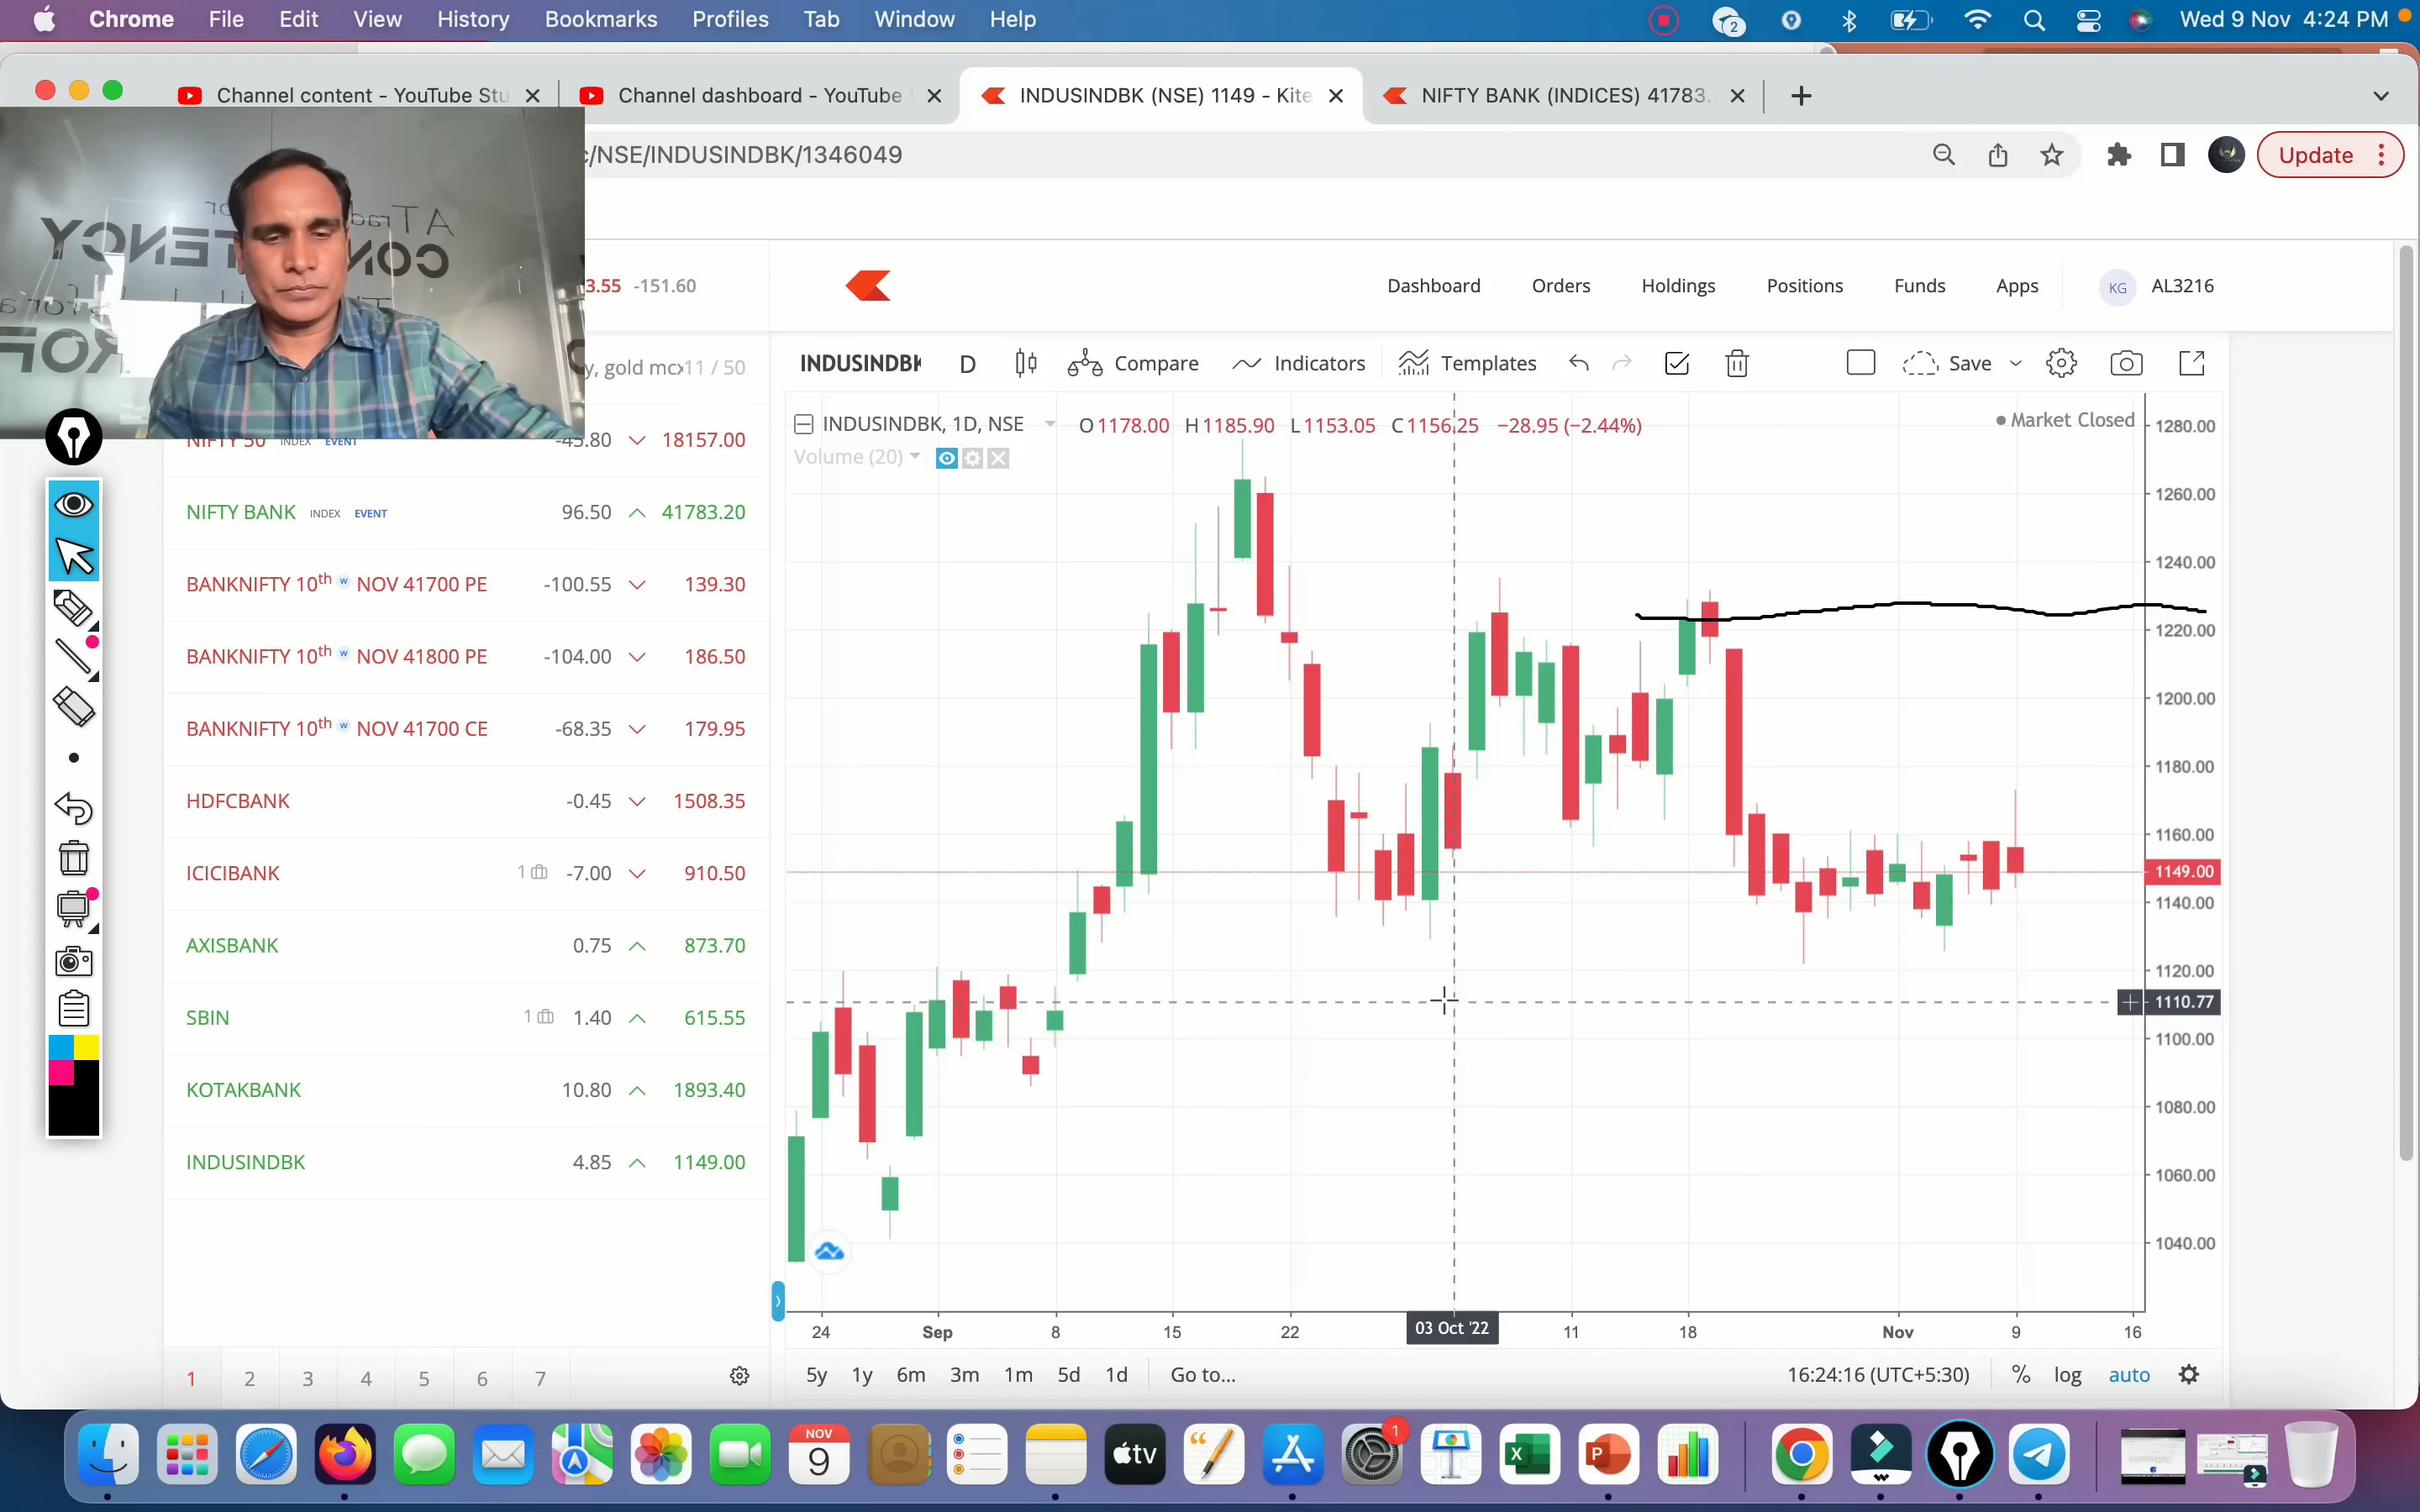 Chrome File Edit View History Bookmarks Profiles Tab Window Help 2 Wed 9 Nov 4:24 PM
Channel content - YouTube Stu Channel dashboard - YouTube INDUSINDBK (NSE) 1149 - Kite NIFTY BANK (INDICES) 41783.
c/NSE/INDUSINDBK/1346049 Update
3.55 -151.60 Dashboard Orders Holdings Positions Funds Apps KG AL3216
y, gold mcx 11 / 50 INDUSINDBK D Compare Indicators Templates Save
INDUSINDBK, 1D, NSE O1178.00 H1185.90 L1153.05 C1156.25 −28.95 (−2.44%) Market Closed
Volume (20)
NIFTY 50 INDEX EVENT -45.80 18157.00
NIFTY BANK INDEX EVENT 96.50 41783.20
BANKNIFTY 10th w NOV 41700 PE -100.55 139.30
BANKNIFTY 10th w NOV 41800 PE -104.00 186.50
BANKNIFTY 10th w NOV 41700 CE -68.35 179.95
HDFCBANK -0.45 1508.35
ICICIBANK 1 -7.00 910.50
AXISBANK 0.75 873.70
SBIN 1 1.40 615.55
KOTAKBANK 10.80 1893.40
INDUSINDBK 4.85 1149.00
1280.00
1260.00
1240.00
1220.00
1200.00
1180.00
1160.00
1149.00
1140.00
1120.00
1110.77
1100.00
1080.00
1060.00
1040.00
24 Sep 8 15 22 03 Oct '22 11 18 Nov 9 16
1 2 3 4 5 6 7
5y 1y 6m 3m 1m 5d 1d Go to... 16:24:16 (UTC+5:30) % log auto
NOV
9
tv
1
X
P